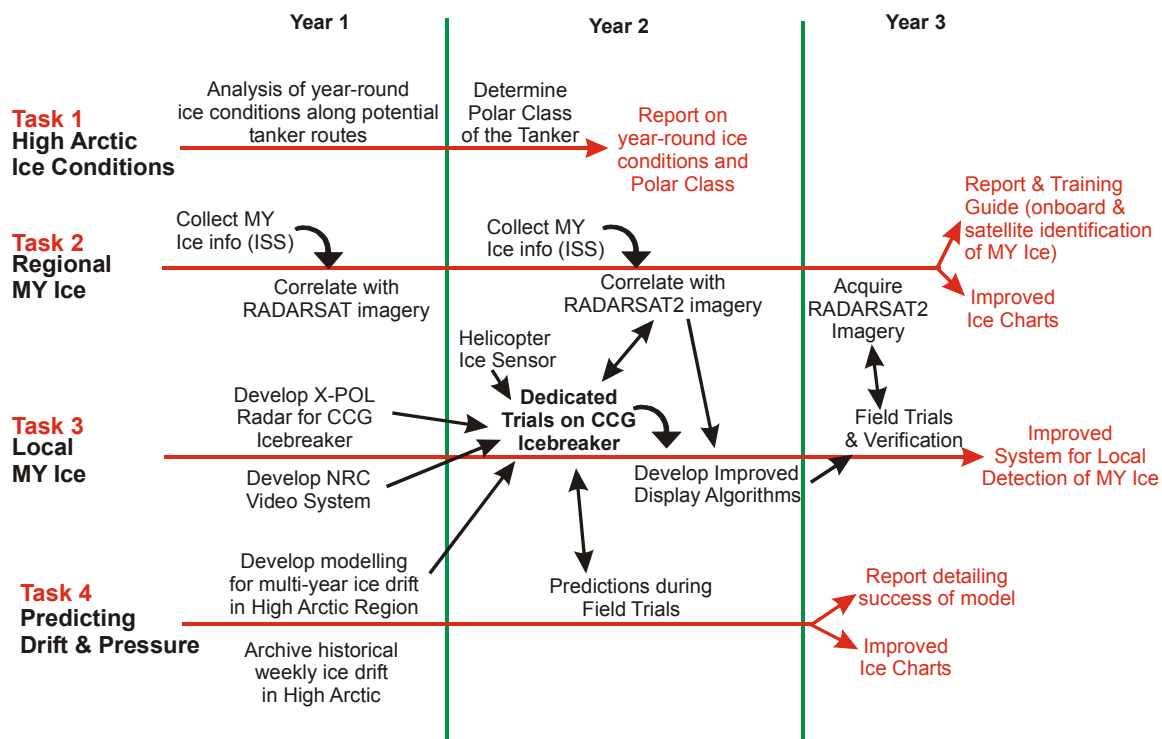 Year 1
Year 2
Year 3
Task 1
High Arctic
Ice Conditions
Analysis of year-round
ice conditions along potential
tanker routes
Determine
Polar Class
of the Tanker
Report on
year-round ice
conditions and
Polar Class
Task 2
Regional
MY Ice
Collect MY
Ice info (ISS)
Correlate with
RADARSAT imagery
Collect MY
Ice info (ISS)
Correlate with
RADARSAT2 imagery
Acquire
RADARSAT2
Imagery
Report & Training
Guide (onboard &
satellite identification
of MY Ice)
Improved
Ice Charts
Task 3
Local
MY Ice
Develop X-POL
Radar for CCG
Icebreaker
Develop NRC
Video System
Helicopter
Ice Sensor
Dedicated
Trials on CCG
Icebreaker
Develop Improved
Display Algorithms
Field Trials
& Verification
Improved
System for Local
Detection of MY Ice
Task 4
Predicting
Drift & Pressure
Develop modelling
for multi-year ice drift
in High Arctic Region
Archive historical
weekly ice drift
in High Arctic
Predictions during
Field Trials
Report detailing
success of model
Improved
Ice Charts